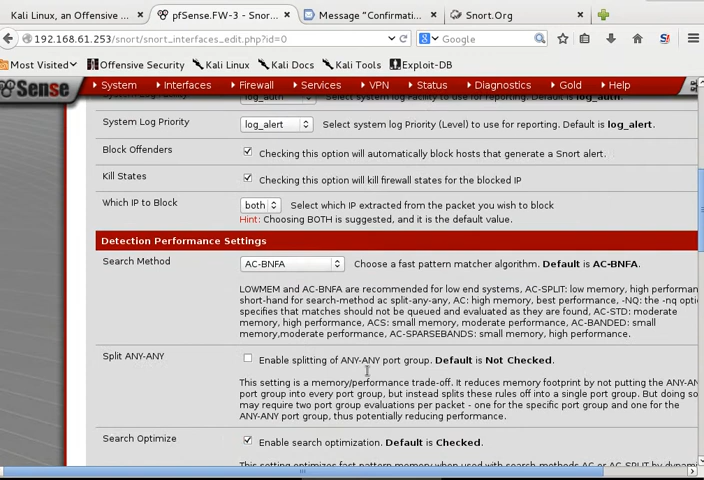 Kali Linux, an Offensive ... × pfSense.FW-3 - Snor... × Message “Confirmati... × Snort.Org ×
192.168.61.253/snort/snort_interfaces_edit.php?id=0 Google
Most Visited Offensive Security Kali Linux Kali Docs Kali Tools Exploit-DB
Sense System Interfaces Firewall Services VPN Status Diagnostics Gold Help
System Log Priority log_alert Select system log Priority (Level) to use for reporting. Default is log_alert.
Block Offenders Checking this option will automatically block hosts that generate a Snort alert.
Kill States Checking this option will kill firewall states for the blocked IP
Which IP to Block both Select which IP extracted from the packet you wish to block
Hint: Choosing BOTH is suggested, and it is the default value.
Detection Performance Settings
Search Method AC-BNFA Choose a fast pattern matcher algorithm. Default is AC-BNFA.
LOWMEM and AC-BNFA are recommended for low end systems, AC-SPLIT: low memory, high performan
short-hand for search-method ac split-any-any, AC: high memory, best performance, -NQ: the -nq optio
specifies that matches should not be queued and evaluated as they are found, AC-STD: moderate
memory, high performance, ACS: small memory, moderate performance, AC-BANDED: small
memory,moderate performance, AC-SPARSEBANDS: small memory, high performance.
Split ANY-ANY Enable splitting of ANY-ANY port group. Default is Not Checked.
This setting is a memory/performance trade-off. It reduces memory footprint by not putting the ANY-AN
port group into every port group, but instead splits these rules off into a single port group. But doing so
may require two port group evaluations per packet - one for the specific port group and one for the
ANY-ANY port group, thus potentially reducing performance.
Search Optimize Enable search optimization. Default is Checked.